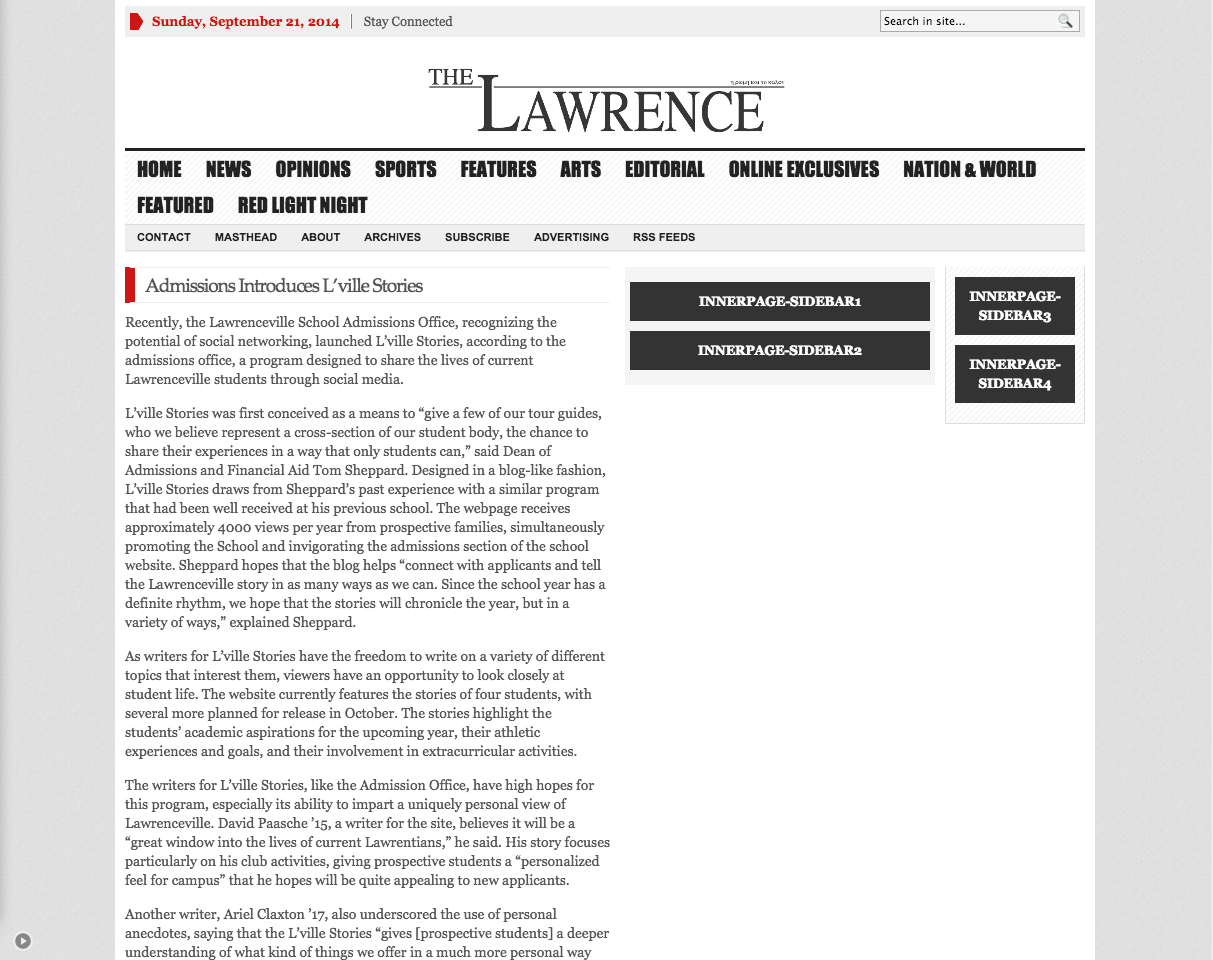 Sunday, September 21, 2014 | Stay Connected
Search in site...
THE
LAWRENCE
HOME NEWS OPINIONS SPORTS FEATURES ARTS EDITORIAL ONLINE EXCLUSIVES NATION & WORLD
FEATURED RED LIGHT NIGHT
CONTACT MASTHEAD ABOUT ARCHIVES SUBSCRIBE ADVERTISING RSS FEEDS
Admissions Introduces L’ville Stories
Recently, the Lawrenceville School Admissions Office, recognizing the
potential of social networking, launched L’ville Stories, according to the
admissions office, a program designed to share the lives of current
Lawrenceville students through social media.
L’ville Stories was first conceived as a means to “give a few of our tour guides,
who we believe represent a cross-section of our student body, the chance to
share their experiences in a way that only students can,” said Dean of
Admissions and Financial Aid Tom Sheppard. Designed in a blog-like fashion,
L’ville Stories draws from Sheppard’s past experience with a similar program
that had been well received at his previous school. The webpage receives
approximately 4000 views per year from prospective families, simultaneously
promoting the School and invigorating the admissions section of the school
website. Sheppard hopes that the blog helps “connect with applicants and tell
the Lawrenceville story in as many ways as we can. Since the school year has a
definite rhythm, we hope that the stories will chronicle the year, but in a
variety of ways,” explained Sheppard.
As writers for L’ville Stories have the freedom to write on a variety of different
topics that interest them, viewers have an opportunity to look closely at
student life. The website currently features the stories of four students, with
several more planned for release in October. The stories highlight the
students’ academic aspirations for the upcoming year, their athletic
experiences and goals, and their involvement in extracurricular activities.
The writers for L’ville Stories, like the Admission Office, have high hopes for
this program, especially its ability to impart a uniquely personal view of
Lawrenceville. David Paasche ’15, a writer for the site, believes it will be a
“great window into the lives of current Lawrentians,” he said. His story focuses
particularly on his club activities, giving prospective students a “personalized
feel for campus” that he hopes will be quite appealing to new applicants.
Another writer, Ariel Claxton ’17, also underscored the use of personal
anecdotes, saying that the L’ville Stories “gives [prospective students] a deeper
understanding of what kind of things we offer in a much more personal way
INNERPAGE-SIDEBAR1
INNERPAGE-SIDEBAR2
INNERPAGE-
SIDEBAR3
INNERPAGE-
SIDEBAR4